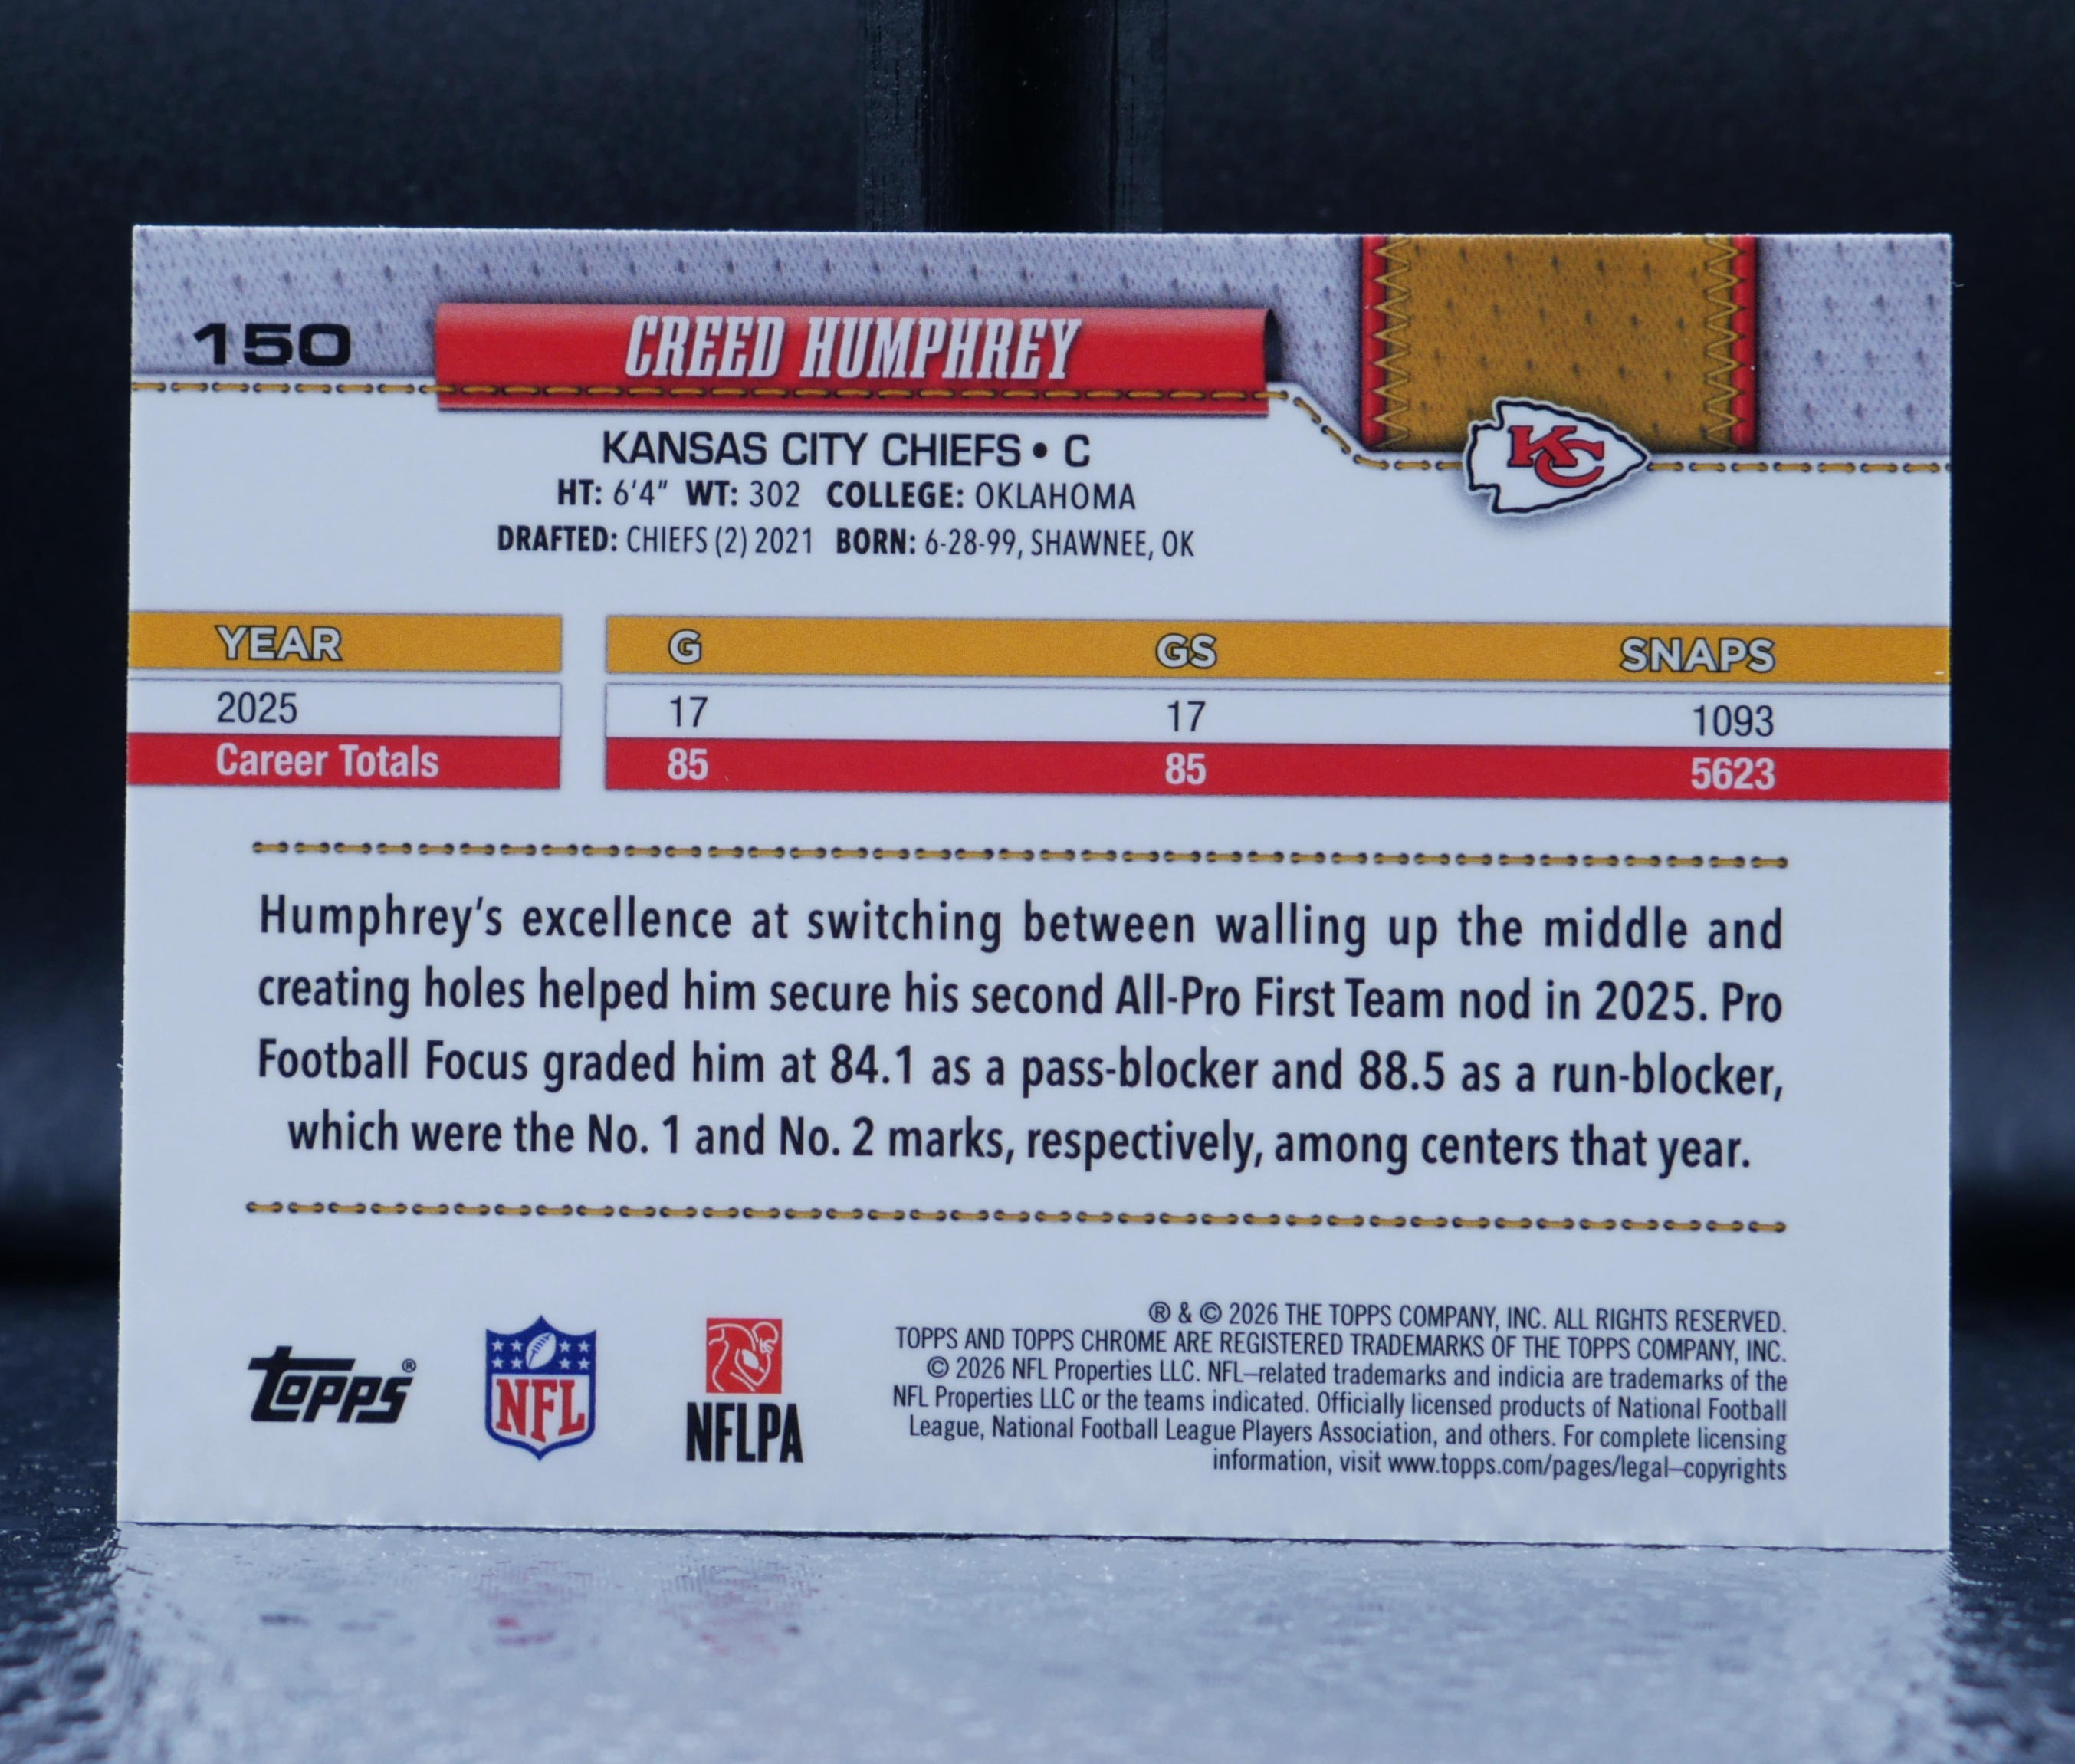 150
CREED HUMPHREY
KC
KANSAS CITY CHIEFS • C
HT: 6'4" WT: 302 COLLEGE: OKLAHOMA
DRAFTED: CHIEFS (2) 2021 BORN: 6-28-99, SHAWNEE, OK
YEAR G GS SNAPS
2025 17 17 1093
Career Totals 85 85 5623
Humphrey's excellence at switching between walling up the middle and
creating holes helped him secure his second All-Pro First Team nod in 2025. Pro
Football Focus graded him at 84.1 as a pass-blocker and 88.5 as a run-blocker,
which were the No. 1 and No. 2 marks, respectively, among centers that year.
topps®
NFL
NFLPA
® & © 2026 THE TOPPS COMPANY, INC. ALL RIGHTS RESERVED.
TOPPS AND TOPPS CHROME ARE REGISTERED TRADEMARKS OF THE TOPPS COMPANY, INC.
© 2026 NFL Properties LLC. NFL–related trademarks and indicia are trademarks of the
NFL Properties LLC or the teams indicated. Officially licensed products of National Football
League, National Football League Players Association, and others. For complete licensing
information, visit www.topps.com/pages/legal–copyrights